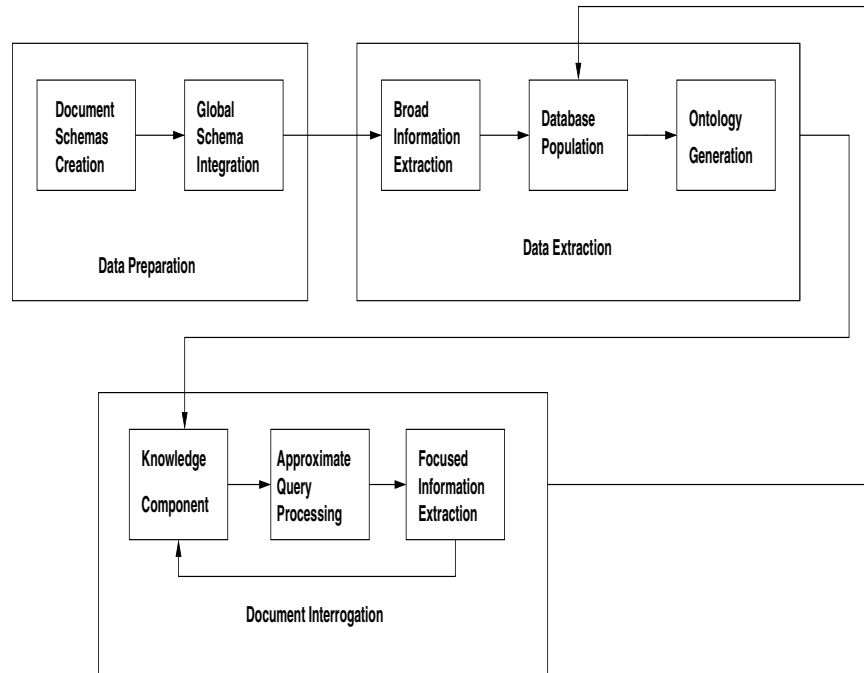 Document
Schemas
Creation
Global
Schema
Integration
Data Preparation
Broad
Information
Extraction
Database
Population
Ontology
Generation
Data Extraction
Knowledge
Component
Approximate
Query
Processing
Focused
Information
Extraction
Document Interrogation